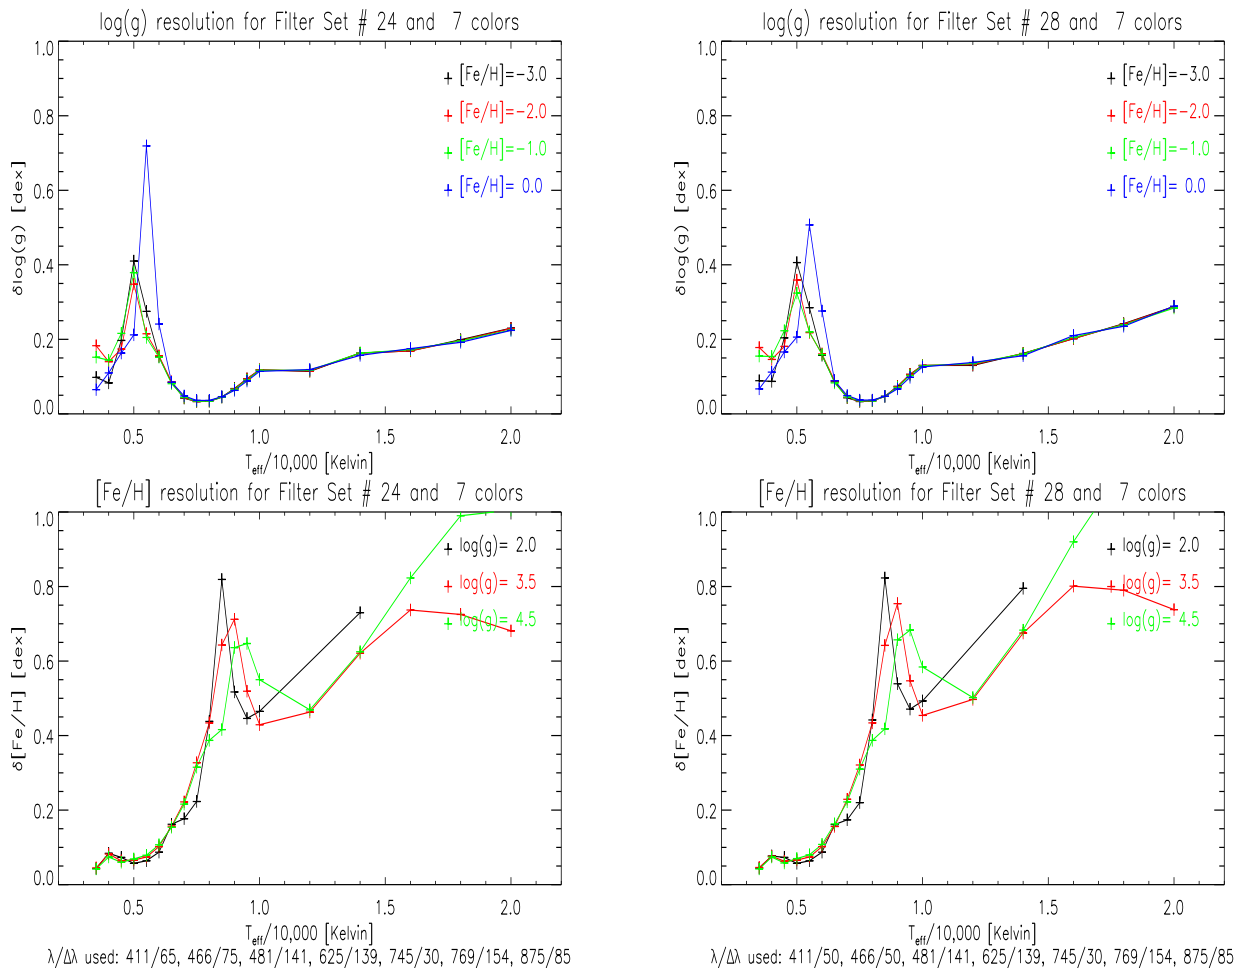 log(g) resolution for Filter Set # 24 and 7 colors
1.0
0.8
0.6
0.4
0.2
0.0
δlog(g) [dex]
[Fe/H]=-3.0
[Fe/H]=-2.0
[Fe/H]=-1.0
[Fe/H]= 0.0
0.5 1.0 1.5 2.0
Teff/10,000 [Kelvin]
log(g) resolution for Filter Set # 28 and 7 colors
1.0
0.8
0.6
0.4
0.2
0.0
δlog(g) [dex]
[Fe/H]=-3.0
[Fe/H]=-2.0
[Fe/H]=-1.0
[Fe/H]= 0.0
0.5 1.0 1.5 2.0
Teff/10,000 [Kelvin]
[Fe/H] resolution for Filter Set # 24 and 7 colors
1.0
0.8
0.6
0.4
0.2
0.0
δ[Fe/H] [dex]
log(g)= 2.0
log(g)= 3.5
log(g)= 4.5
0.5 1.0 1.5 2.0
Teff/10,000 [Kelvin]
λ/Δλ used: 411/65, 466/75, 481/141, 625/139, 745/30, 769/154, 875/85
[Fe/H] resolution for Filter Set # 28 and 7 colors
1.0
0.8
0.6
0.4
0.2
0.0
δ[Fe/H] [dex]
log(g)= 2.0
log(g)= 3.5
log(g)= 4.5
0.5 1.0 1.5 2.0
Teff/10,000 [Kelvin]
λ/Δλ used: 411/50, 466/50, 481/141, 625/139, 745/30, 769/154, 875/85